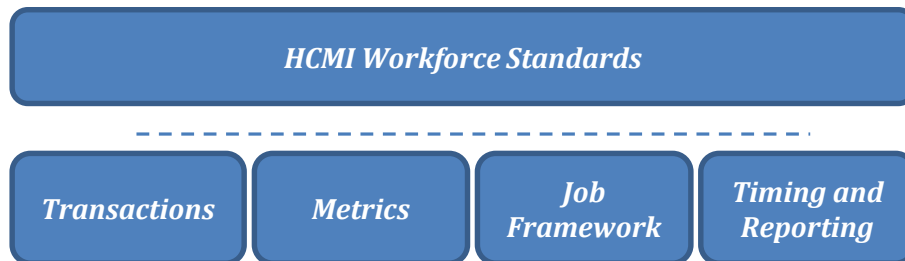 HCMI Workforce Standards
Transactions
Metrics
Job
Framework
Timing and
Reporting